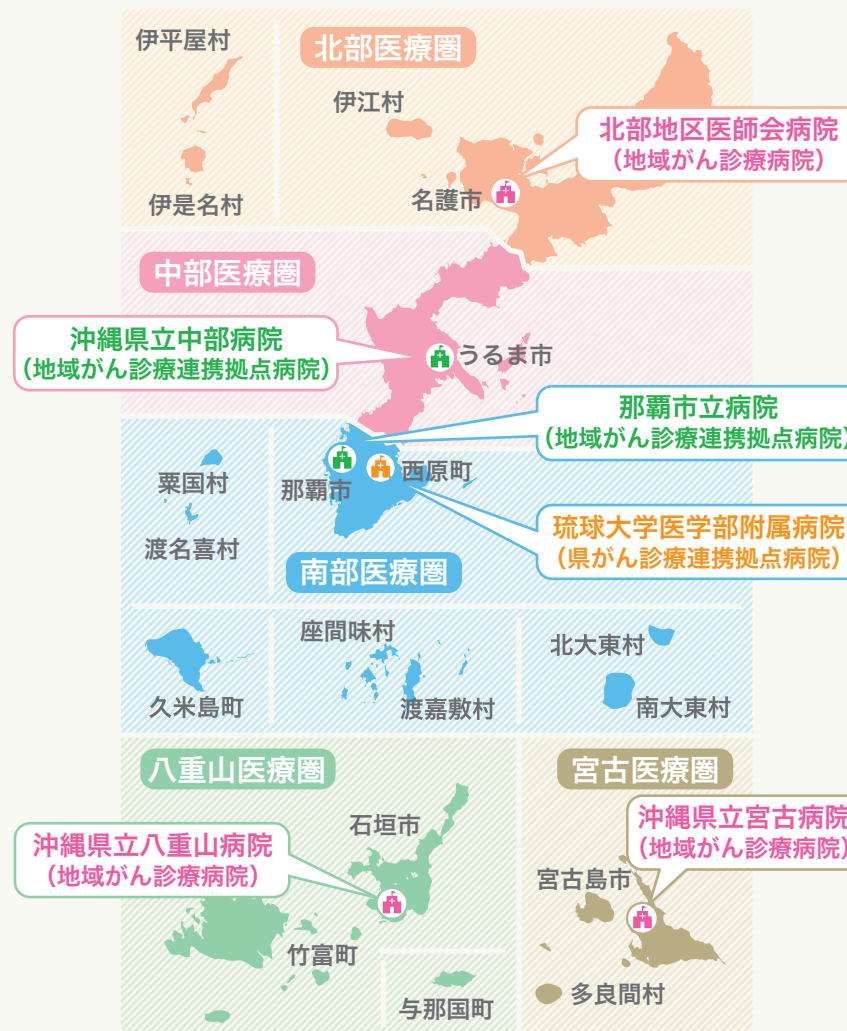 伊平屋村
北部医療圏
伊江村
北部地区医師会病院
（地域がん診療病院）
伊是名村
名護市
中部医療圏
沖縄県立中部病院
（地域がん診療連携拠点病院）
うるま市
那覇市立病院
（地域がん診療連携拠点病院）
粟国村
那覇市
西原町
渡名喜村
琉球大学医学部附属病院
（県がん診療連携拠点病院）
南部医療圏
座間味村
北大東村
久米島町
渡嘉敷村
南大東村
八重山医療圏
宮古医療圏
石垣市
沖縄県立八重山病院
（地域がん診療病院）
沖縄県立宮古病院
（地域がん診療病院）
宮古島市
竹富町
与那国町
多良間村